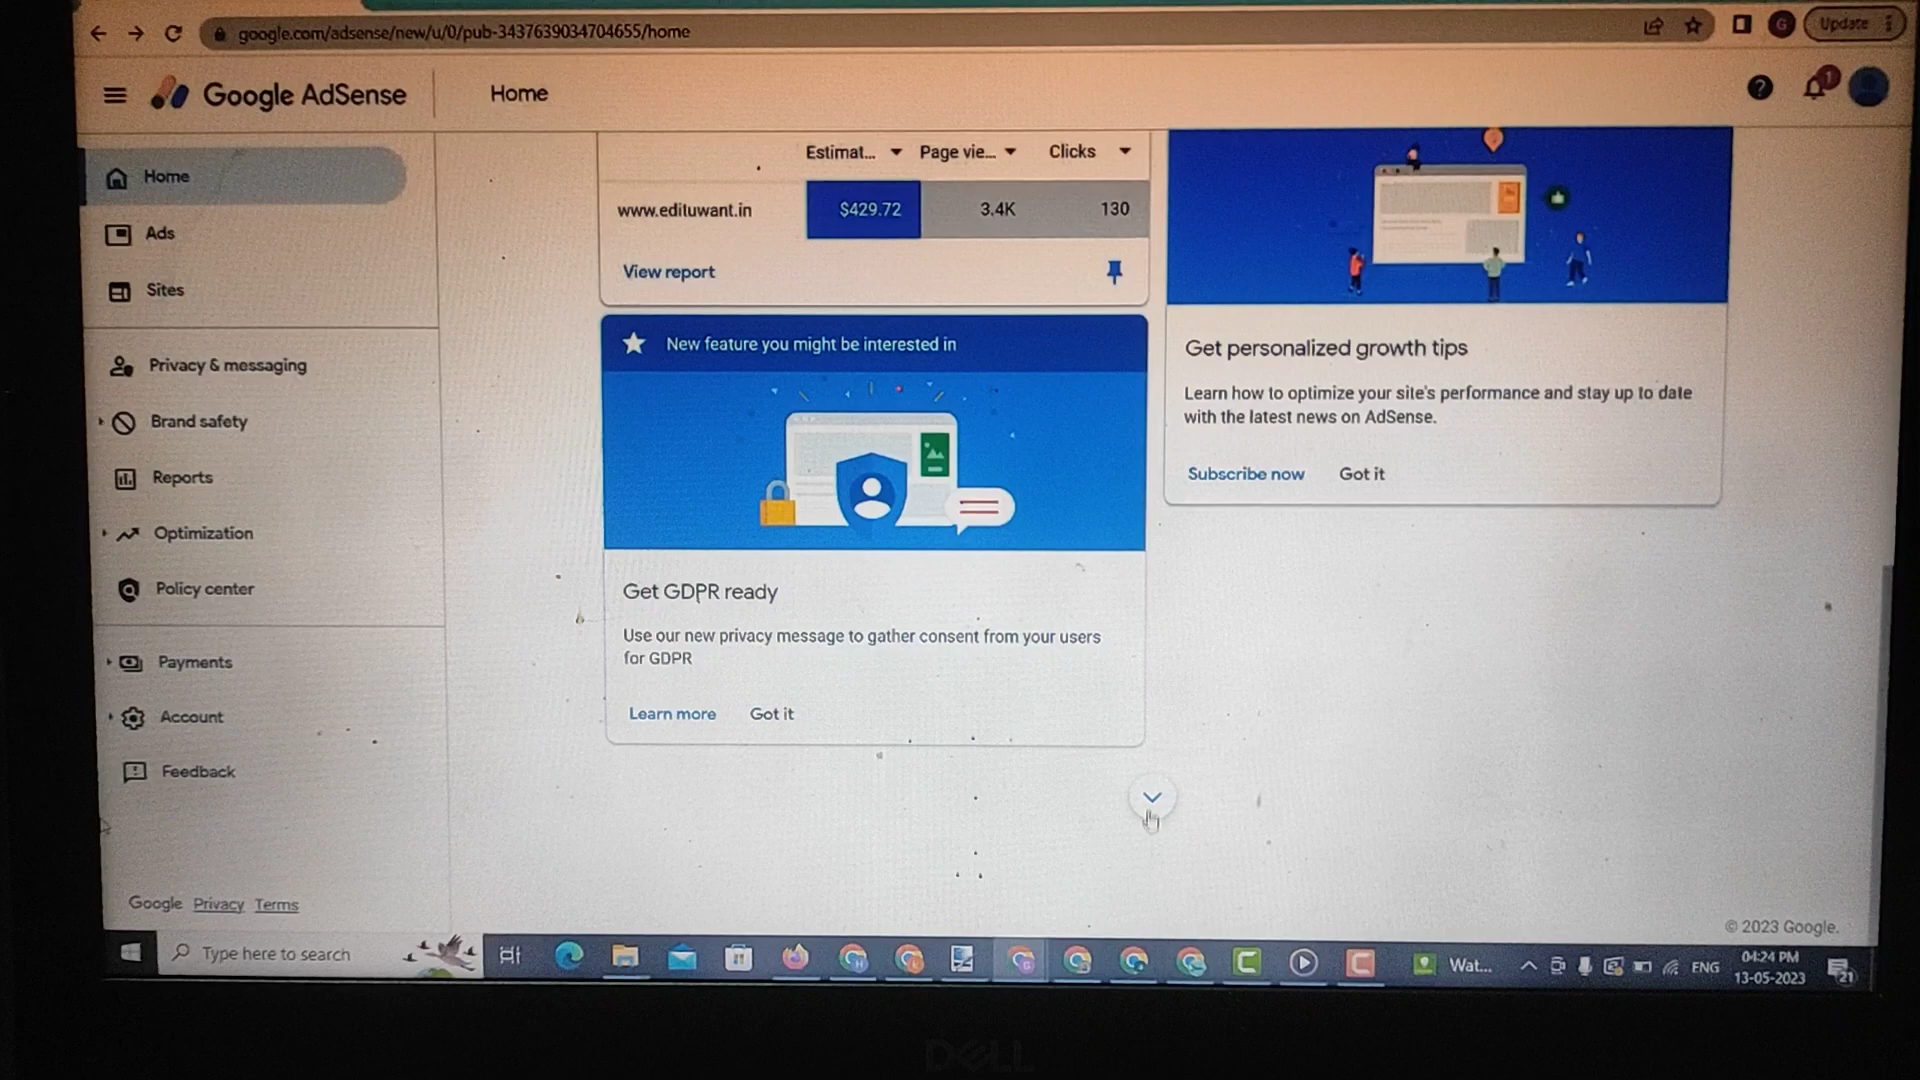 google.com/adsense/new/u/0/pub-3437639034704655/home
Update
Google AdSense
Home
1
Home
Ads
Sites
Privacy & messaging
Brand safety
Reports
Optimization
Policy center
Payments
Account
Feedback
Google Privacy Terms
Estimat... Page vie... Clicks
www.edituwant.in $429.72 3.4K 130
View report
New feature you might be interested in
Get GDPR ready
Use our new privacy message to gather consent from your users
for GDPR
Learn more Got it
Get personalized growth tips
Learn how to optimize your site's performance and stay up to date
with the latest news on AdSense.
Subscribe now Got it
© 2023 Google.
Type here to search
Wat...
ENG
04:24 PM
13-05-2023
21
DELL